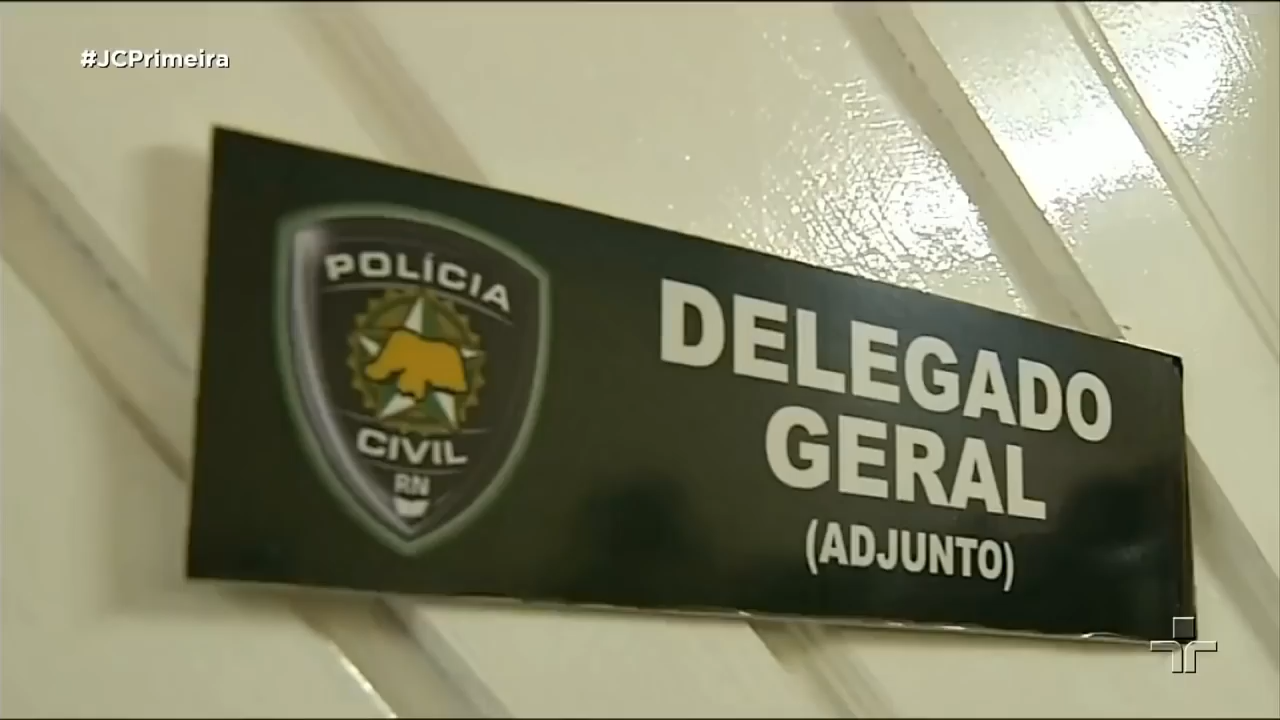 #JCPrimeira
POLÍCIA
CIVIL
RN
DELEGADO
GERAL
(ADJUNTO)